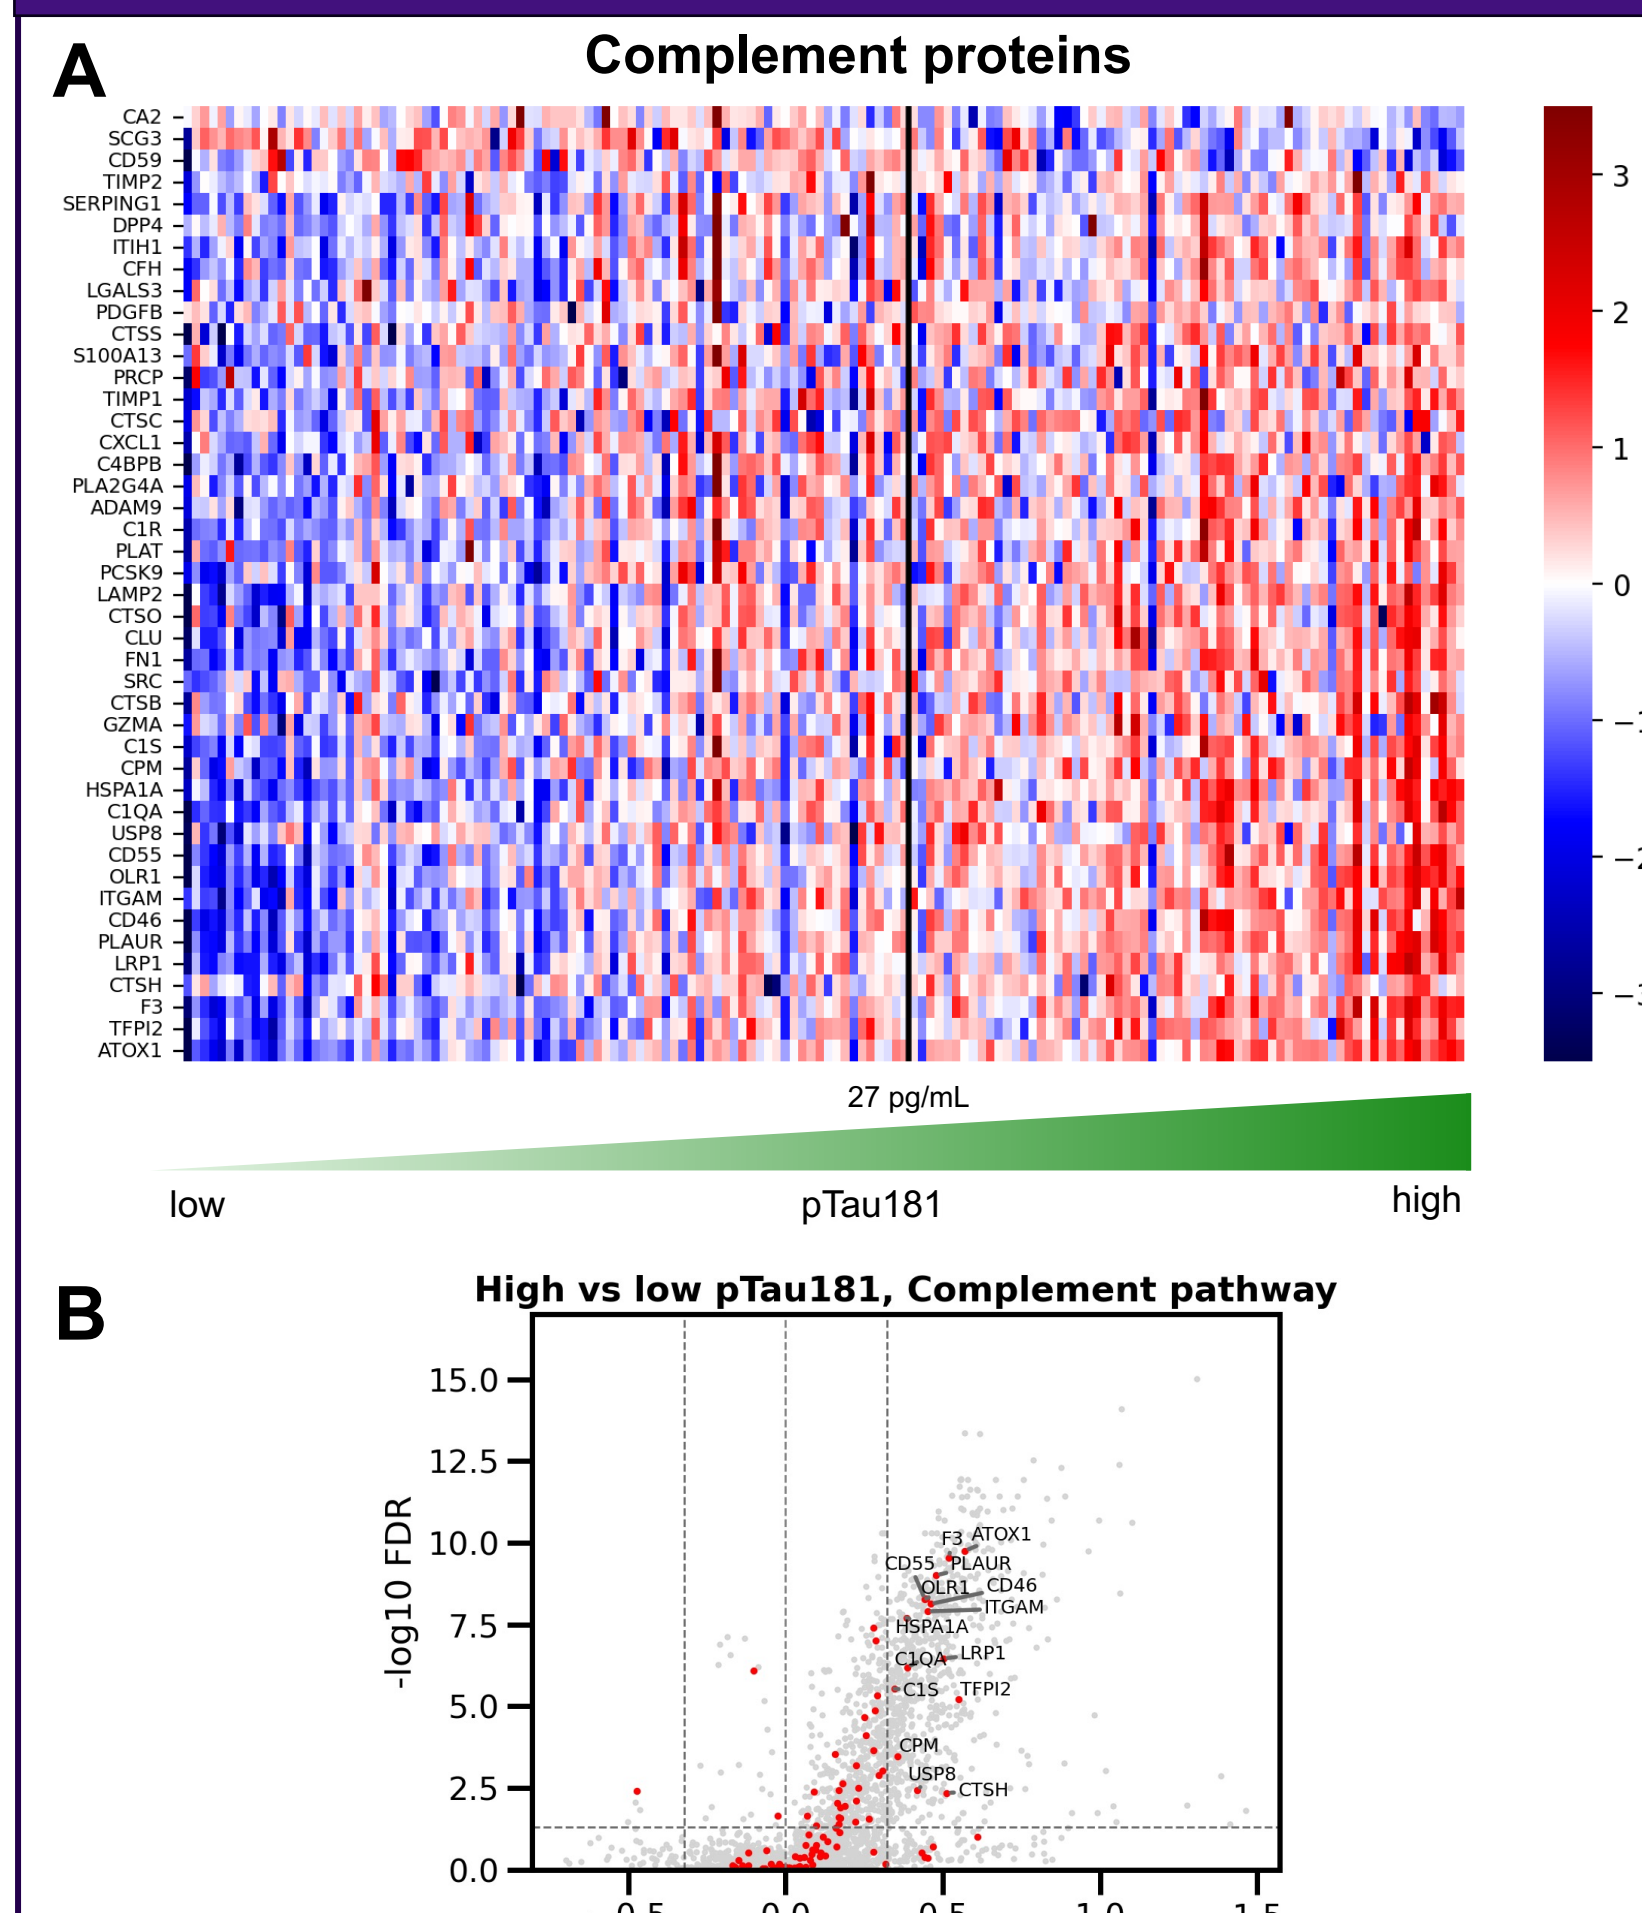 A
Complement proteins
CA2
SCG3
CD59
TIMP2
SERPING1
DPP4
ITIH1
CFH
LGALS3
PDGFB
CTSS
S100A13
PRCP
TIMP1
CTSC
CXCL1
C4BPB
PLA2G4A
ADAM9
C1R
PLAT
PCSK9
LAMP2
CTSO
CLU
FN1
SRC
CTSB
GZMA
C1S
CPM
HSPA1A
C1QA
USP8
CD55
OLR1
ITGAM
CD46
PLAUR
LRP1
CTSH
F3
TFPI2
ATOX1
3
2
1
0
27 pg/mL
low
pTau181
high
B
High vs low pTau181, Complement pathway
-log10 FDR
15.0
12.5
10.0
7.5
5.0
2.5
0.0
F3
ATOX1
CD55
PLAUR
OLR1
CD46
ITGAM
HSPA1A
C1QA
LRP1
C1S
TFPI2
CPM
USP8
CTSH